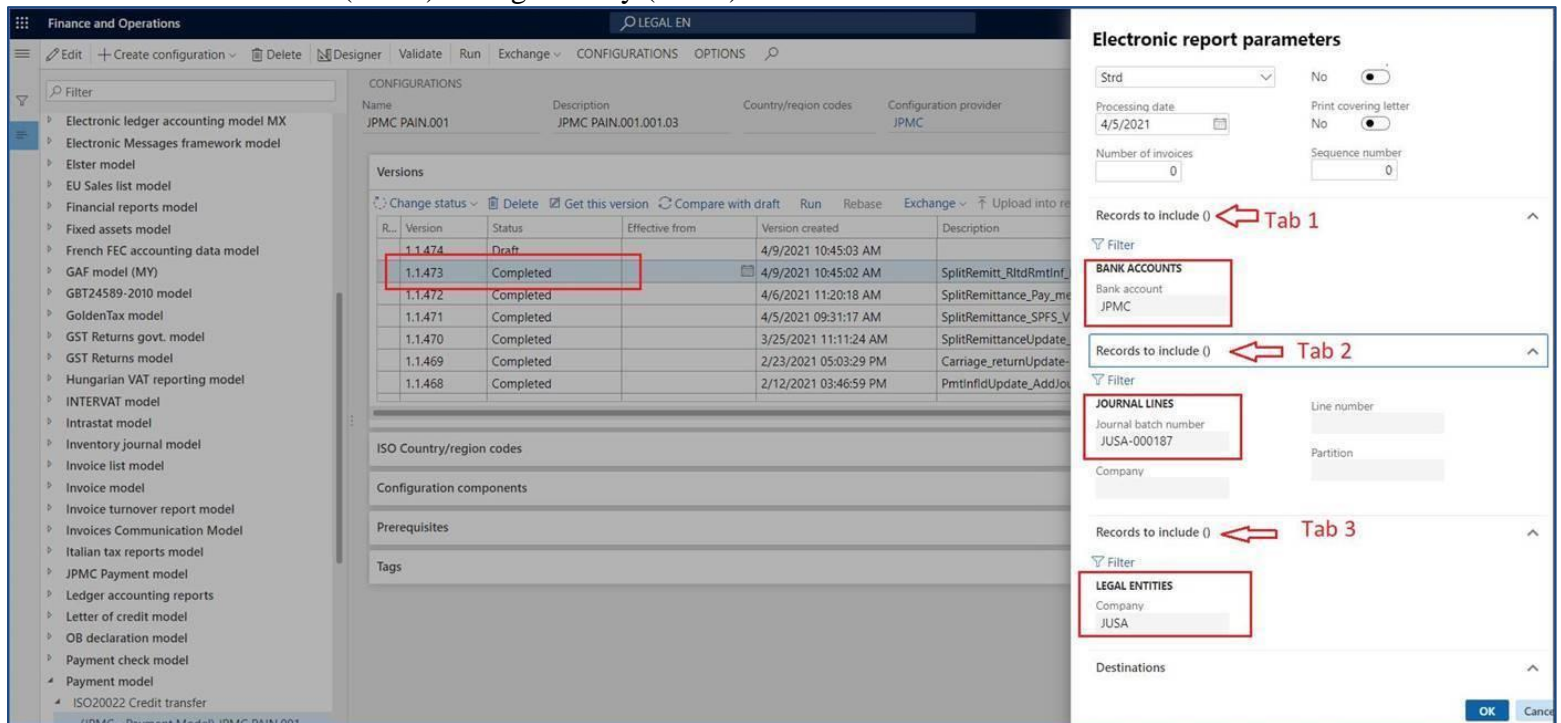 Finance and Operations
LEGAL EN
Edit + Create configuration Delete Designer Validate Run Exchange CONFIGURATIONS OPTIONS
Filter
Electronic ledger accounting model MX
Electronic Messages framework model
Elster model
EU Sales list model
Financial reports model
Fixed assets model
French FEC accounting data model
GAF model (MY)
GBT24589-2010 model
GoldenTax model
GST Returns govt. model
GST Returns model
Hungarian VAT reporting model
INTERVAT model
Intrastat model
Inventory journal model
Invoice list model
Invoice model
Invoice turnover report model
Invoices Communication Model
Italian tax reports model
JPMC Payment model
Ledger accounting reports
Letter of credit model
OB declaration model
Payment check model
Payment model
ISO20022 Credit transfer
CONFIGURATIONS
Name Description Country/region codes Configuration provider
JPMC PAIN.001 JPMC PAIN.001.001.03 JPMC
Versions
Change status Delete Get this version Compare with draft Run Rebase Exchange Upload into re
R... Version Status Effective from Version created Description
1.1.474 Draft 4/9/2021 10:45:03 AM
1.1.473 Completed 4/9/2021 10:45:02 AM SplitRemitt_RltdRmtInf_
1.1.472 Completed 4/6/2021 11:20:18 AM SplitRemittance_Pay_me
1.1.471 Completed 4/5/2021 09:31:17 AM SplitRemittance_SPFS_V
1.1.470 Completed 3/25/2021 11:11:24 AM SplitRemittanceUpdate_
1.1.469 Completed 2/23/2021 05:03:29 PM Carriage_returnUpdate-
1.1.468 Completed 2/12/2021 03:46:59 PM PmtInfIdUpdate_AddJou
ISO Country/region codes
Configuration components
Prerequisites
Tags
Electronic report parameters
Strd No
Processing date Print covering letter
4/5/2021 No
Number of invoices Sequence number
0 0
Records to include () Tab 1
Filter
BANK ACCOUNTS
Bank account
JPMC
Records to include () Tab 2
Filter
JOURNAL LINES Line number
Journal batch number
JUSA-000187
Partition
Company
Records to include () Tab 3
Filter
LEGAL ENTITIES
Company
JUSA
Destinations
OK Cance